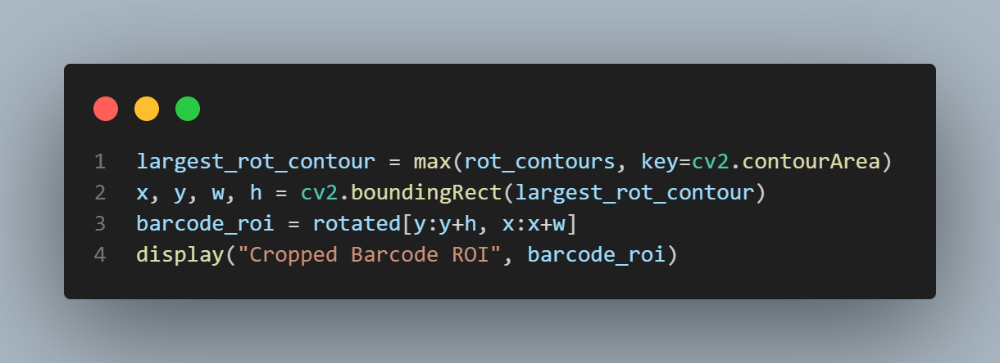 1 largest_rot_contour = max(rot_contours, key=cv2.contourArea)
2 x, y, w, h = cv2.boundingRect(largest_rot_contour)
3 barcode_roi = rotated[y:y+h, x:x+w]
4 display("Cropped Barcode ROI", barcode_roi)